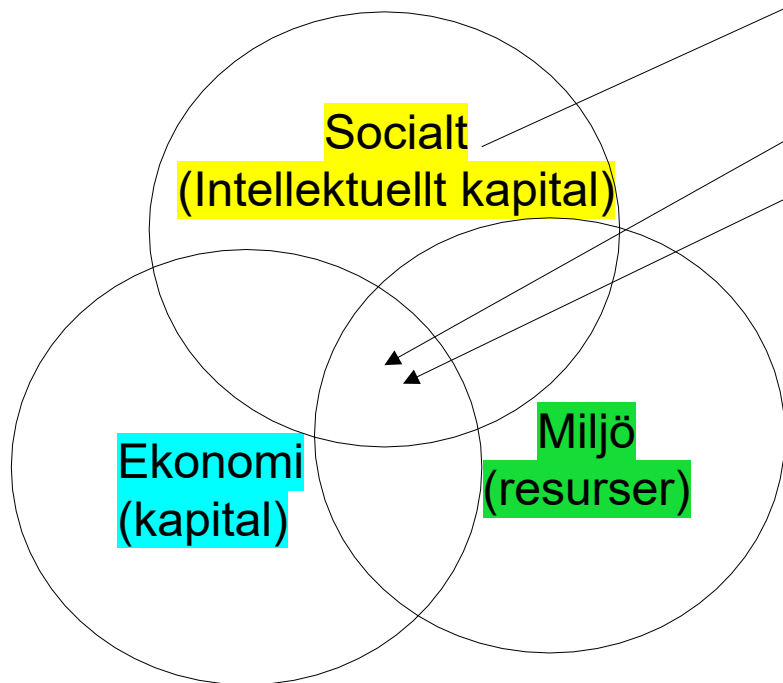 Socialt
(Intellektuellt kapital)
Ekonomi
(kapital)
Miljö
(resurser)